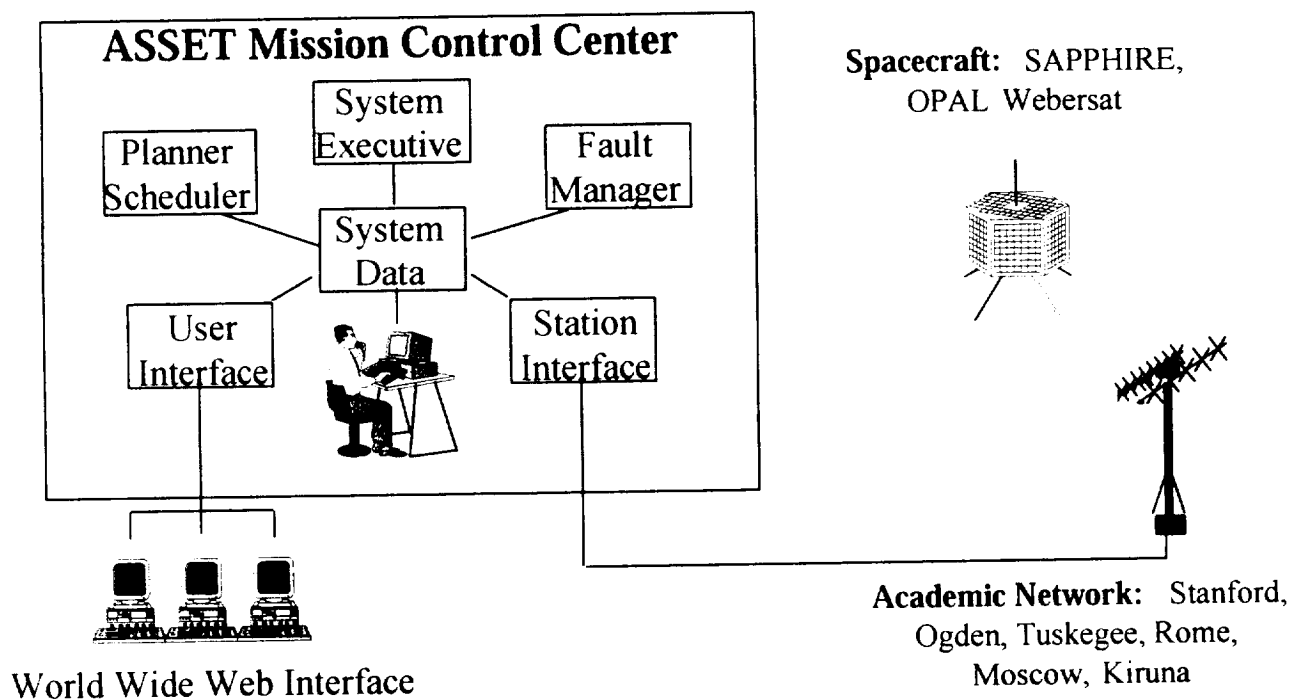 ASSET Mission Control Center
System
Executive
Planner
Scheduler
Fault
Manager
System
Data
User
Interface
Station
Interface
World Wide Web Interface
Spacecraft: SAPPHIRE,
OPAL Webersat
Academic Network: Stanford,
Ogden, Tuskegee, Rome,
Moscow, Kiruna